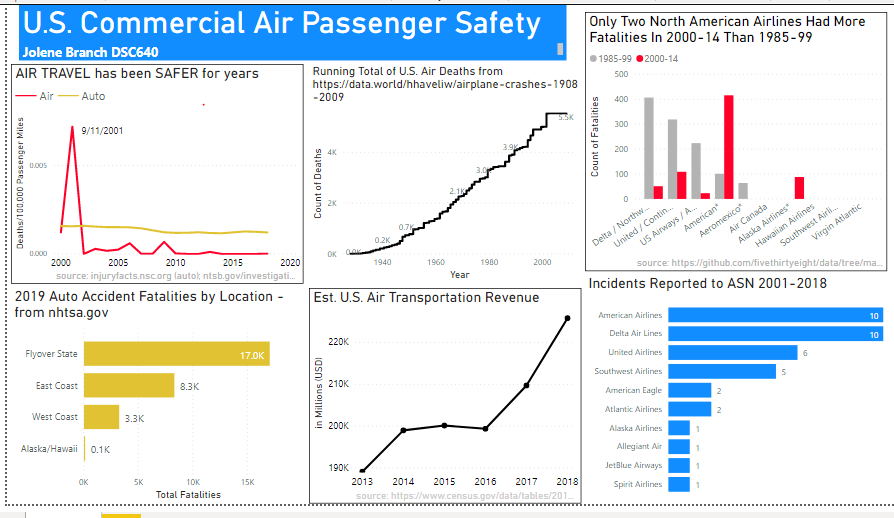 U.S. Commercial Air Passenger Safety
Jolene Branch DSC640
AIR TRAVEL has been SAFER for years
Air Auto
9/11/2001
Deaths/100,000 Passenger Miles
0.005
0.000
2000 2005 2010 2015 2020
source: injuryfacts.nsc.org (auto); ntsb.gov/investigati...
Running Total of U.S. Air Deaths from
https://data.world/hhaveliw/airplane-crashes-1908
-2009
Count of Deaths
4K
2K
0K
0.0K
0.2K
0.7K
2.1K
3.0K
3.9K
5.5K
1940 1960 1980 2000
Year
Only Two North American Airlines Had More
Fatalities In 2000-14 Than 1985-99
1985-99 2000-14
Count of Fatalities
500
400
300
200
100
0
Delta / Northw...
United / Contin...
US Airways / A...
American*
Aeromexico*
Air Canada
Alaska Airlines*
Hawaiian Airlines
Southwest Airli...
Virgin Atlantic
source: https://github.com/fivethirtyeight/data/tree/ma...
2019 Auto Accident Fatalities by Location -
from nhtsa.gov
Flyover State 17.0K
East Coast 8.3K
West Coast 3.3K
Alaska/Hawaii 0.1K
0K 5K 10K 15K
Total Fatalities
Est. U.S. Air Transportation Revenue
in Millions (USD)
220K
210K
200K
190K
2013 2014 2015 2016 2017 2018
source: https://www.census.gov/data/tables/201...
Incidents Reported to ASN 2001-2018
American Airlines 10
Delta Air Lines 10
United Airlines 6
Southwest Airlines 5
American Eagle 2
Atlantic Airlines 2
Alaska Airlines 1
Allegiant Air 1
JetBlue Airways 1
Spirit Airlines 1